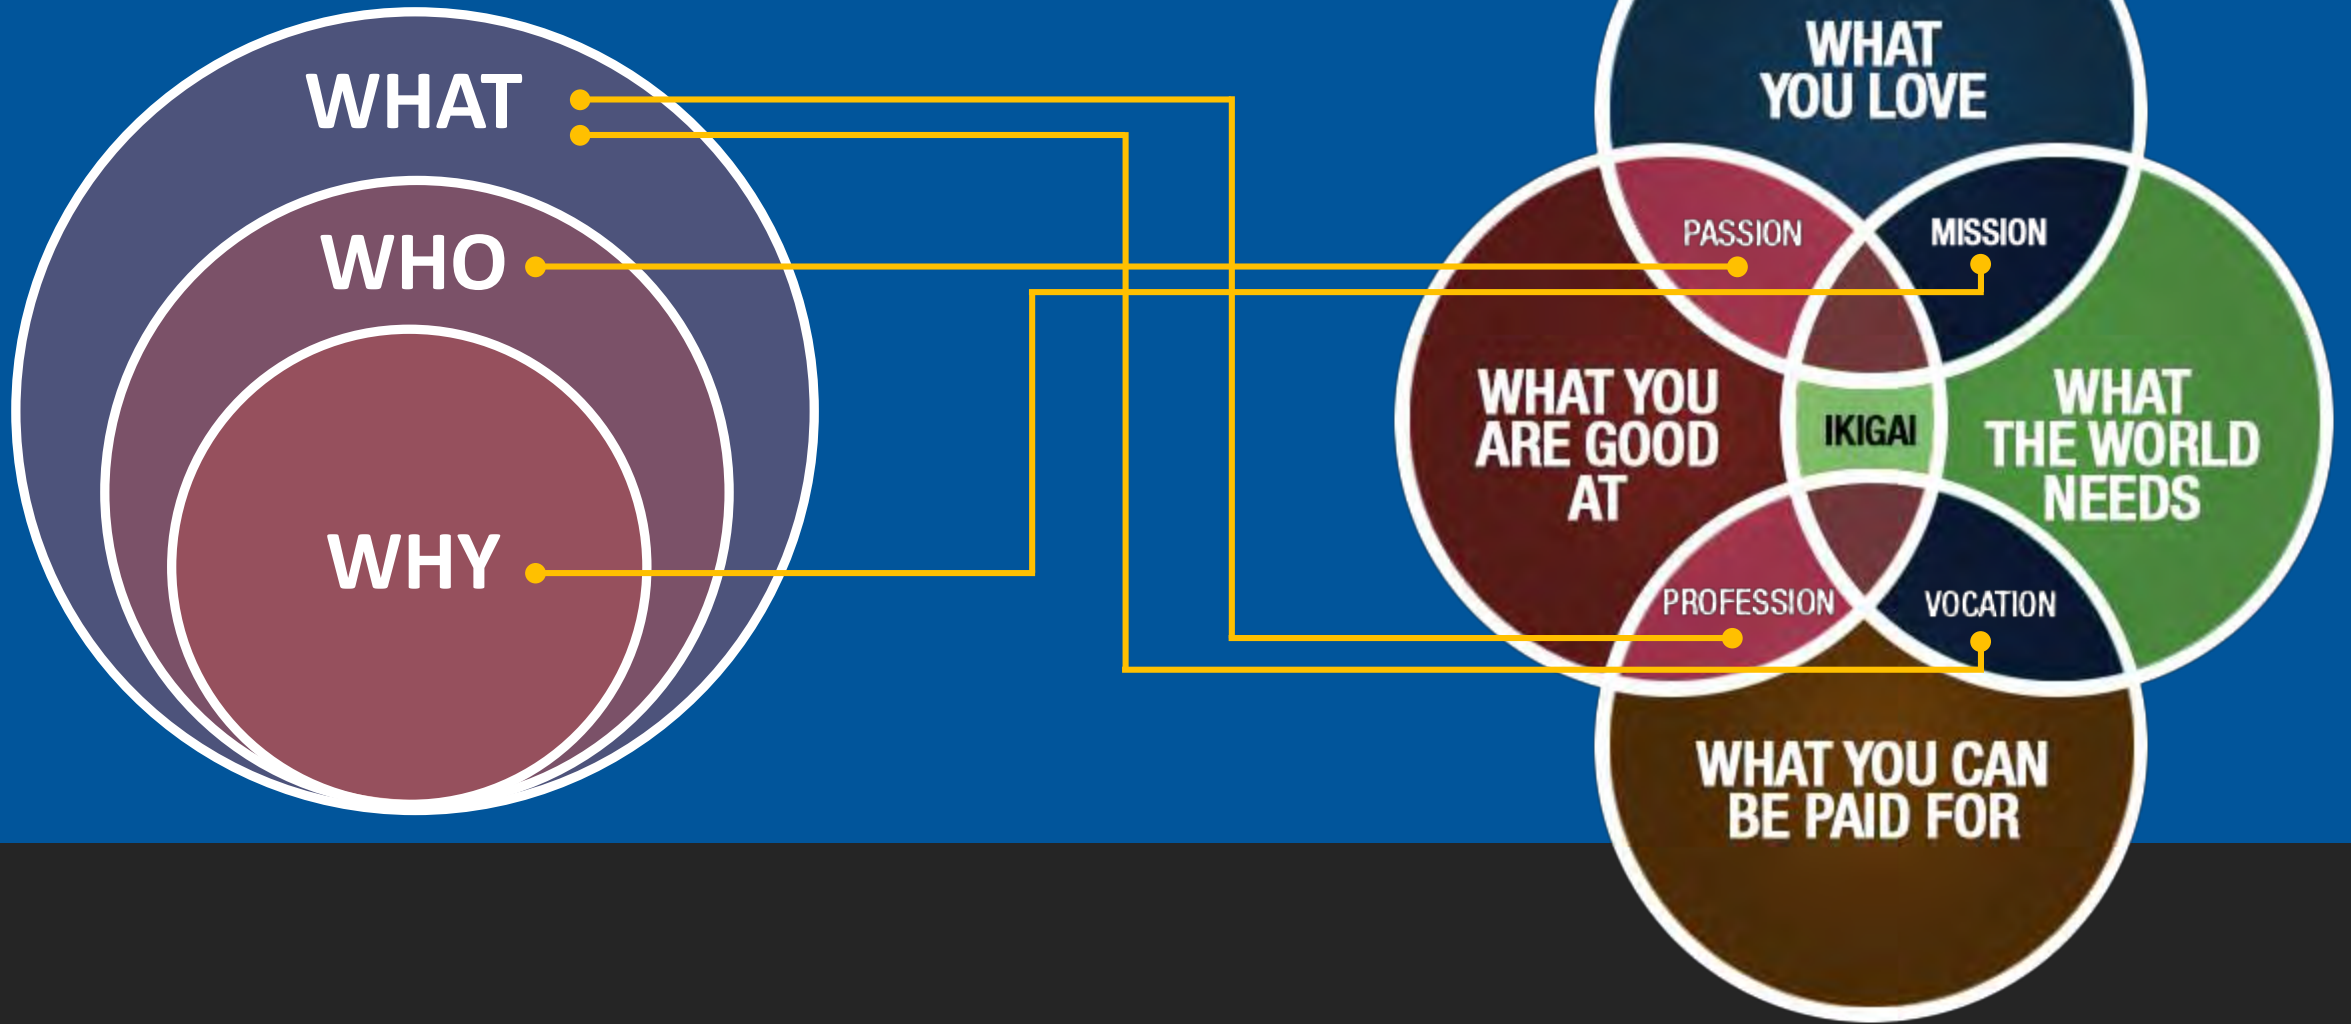 WHAT
WHO
WHY
WHAT
YOU LOVE
PASSION
MISSION
WHAT YOU
ARE GOOD
AT
IKIGAI
WHAT
THE WORLD
NEEDS
PROFESSION
VOCATION
WHAT YOU CAN
BE PAID FOR